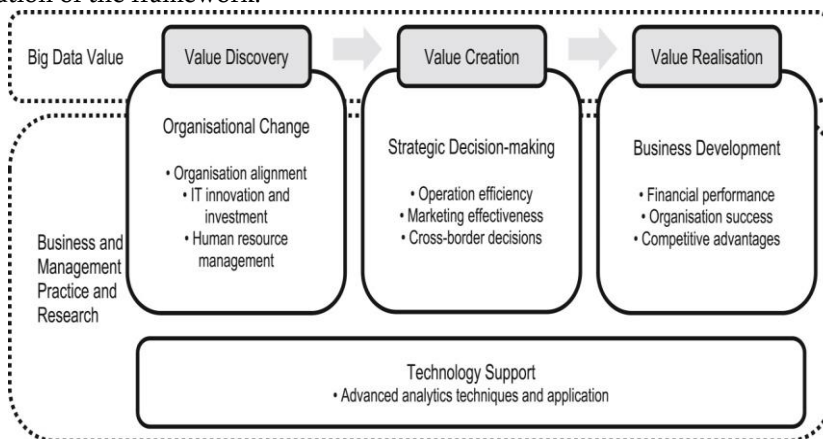 ation of the framework.
Big Data Value
Value Discovery
Value Creation
Value Realisation
Organisational Change
• Organisation alignment
• IT innovation and
investment
• Human resource
management
Strategic Decision-making
• Operation efficiency
• Marketing effectiveness
• Cross-border decisions
Business Development
• Financial performance
• Organisation success
• Competitive advantages
Business and
Management
Practice and
Research
Technology Support
• Advanced analytics techniques and application